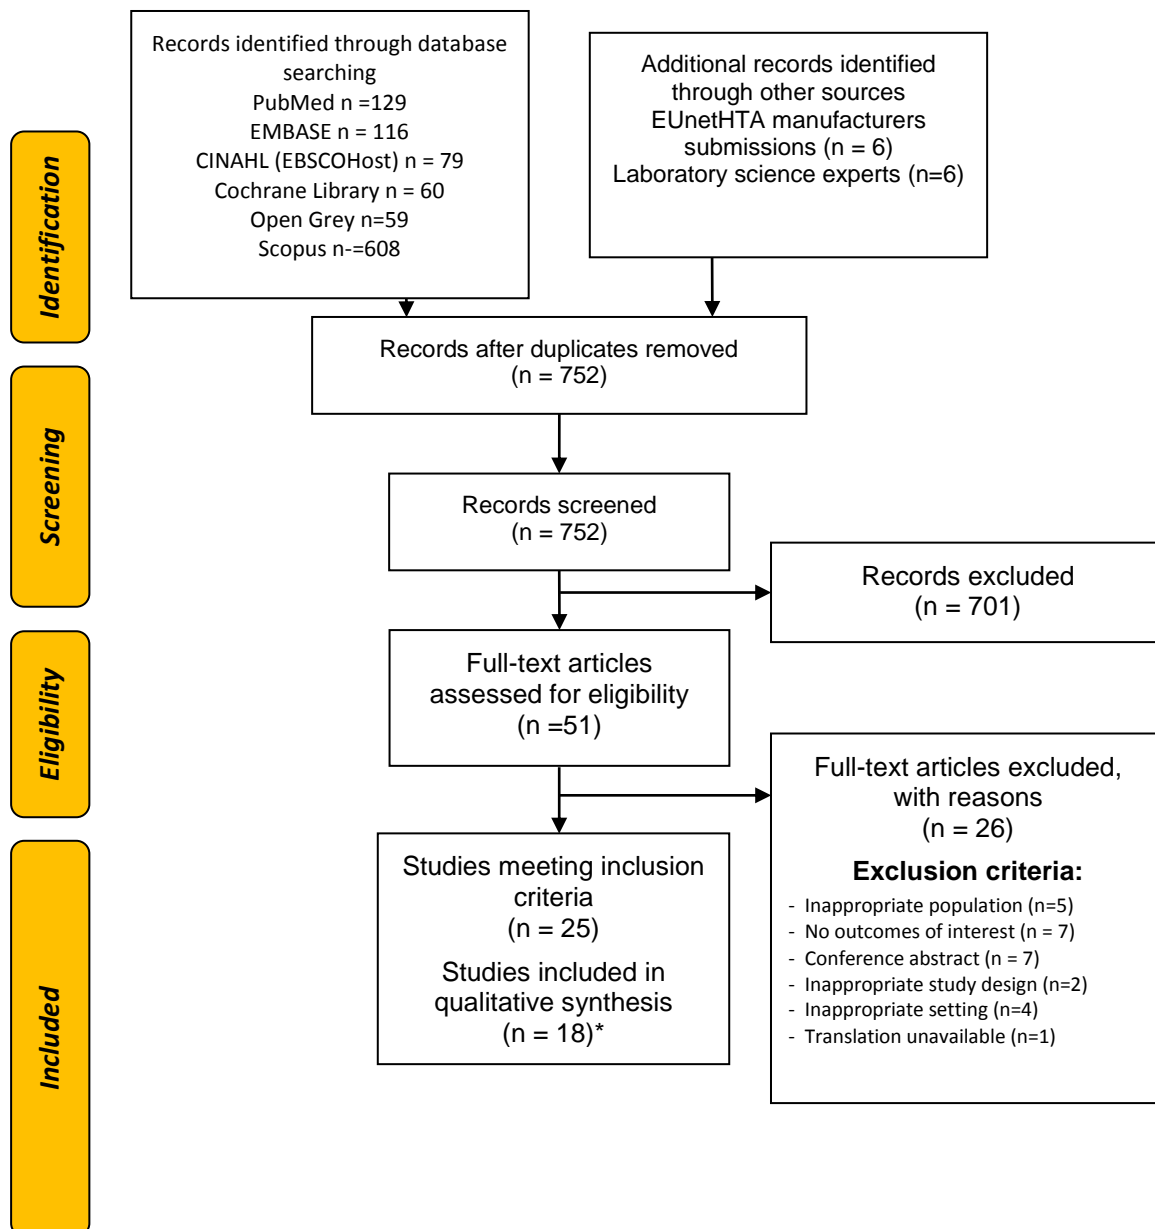 Records identified through database
searching
PubMed n =129
EMBASE n = 116
CINAHL (EBSCOHost) n = 79
Cochrane Library n = 60
Open Grey n=59
Scopus n-=608
Additional records identified
through other sources
EUnetHTA manufacturers
submissions (n = 6)
Laboratory science experts (n=6)
Identification
Records after duplicates removed
(n = 752)
Screening
Records screened
(n = 752)
Records excluded
(n = 701)
Eligibility
Full-text articles
assessed for eligibility
(n =51)
Full-text articles excluded,
with reasons
(n = 26)
Exclusion criteria:
- Inappropriate population (n=5)
- No outcomes of interest (n = 7)
- Conference abstract (n = 7)
- Inappropriate study design (n=2)
- Inappropriate setting (n=4)
- Translation unavailable (n=1)
Included
Studies meeting inclusion
criteria
(n = 25)
Studies included in
qualitative synthesis
(n = 18)*